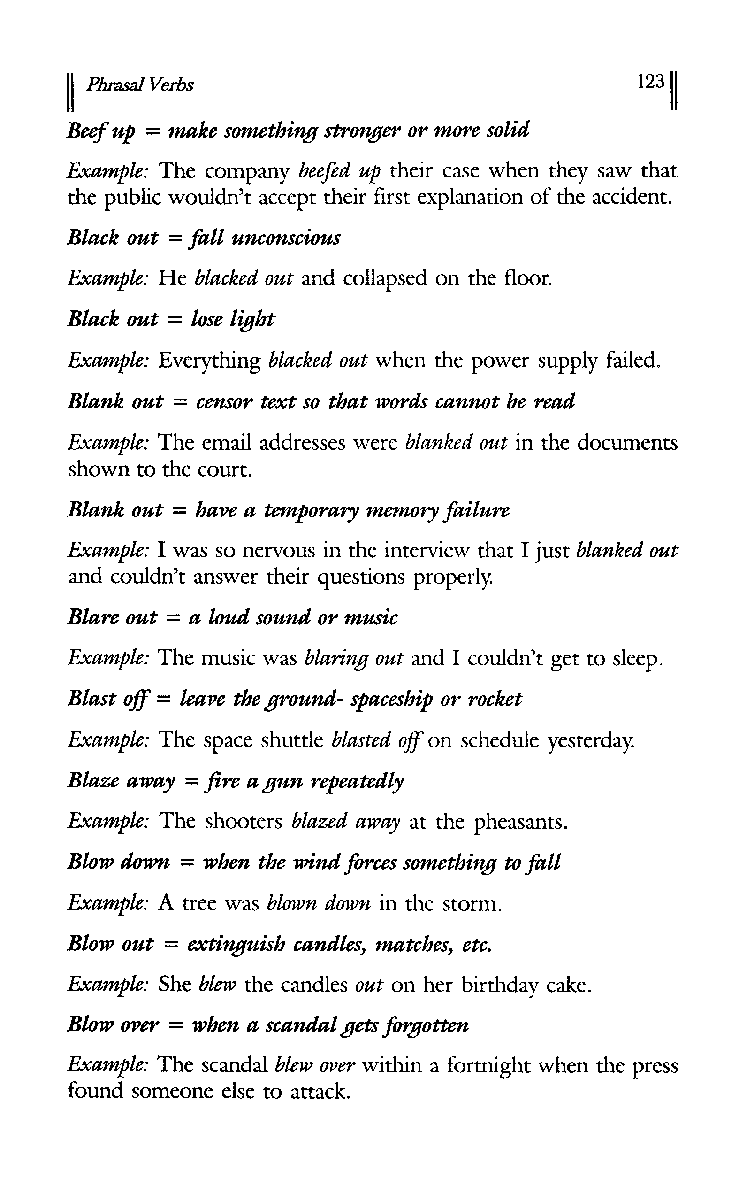 Phrasal Verbs 123
Beef up = make something stronger or more solid
Example: The company beefed up their case when they saw that
the public wouldn't accept their first explanation of the accident.
Black out = fall unconscious
Example: He blacked out and collapsed on the floor.
Black out = lose light
Example: Everything blacked out when the power supply failed.
Blank out = censor text so that words cannot be read
Example: The email addresses were blanked out in the documents
shown to the court.
Blank out = have a temporary memory failure
Example: I was so nervous in the interview that I just blanked out
and couldn't answer their questions properly.
Blare out = a loud sound or music
Example: The music was blaring out and I couldn't get to sleep.
Blast off = leave the ground- spaceship or rocket
Example: The space shuttle blasted off on schedule yesterday.
Blaze away = fire a gun repeatedly
Example: The shooters blazed away at the pheasants.
Blow down = when the wind forces something to fall
Example: A tree was blown down in the storm.
Blow out = extinguish candles, matches, etc.
Example: She blew the candles out on her birthday cake.
Blow over = when a scandal gets forgotten
Example: The scandal blew over within a fortnight when the press
found someone else to attack.